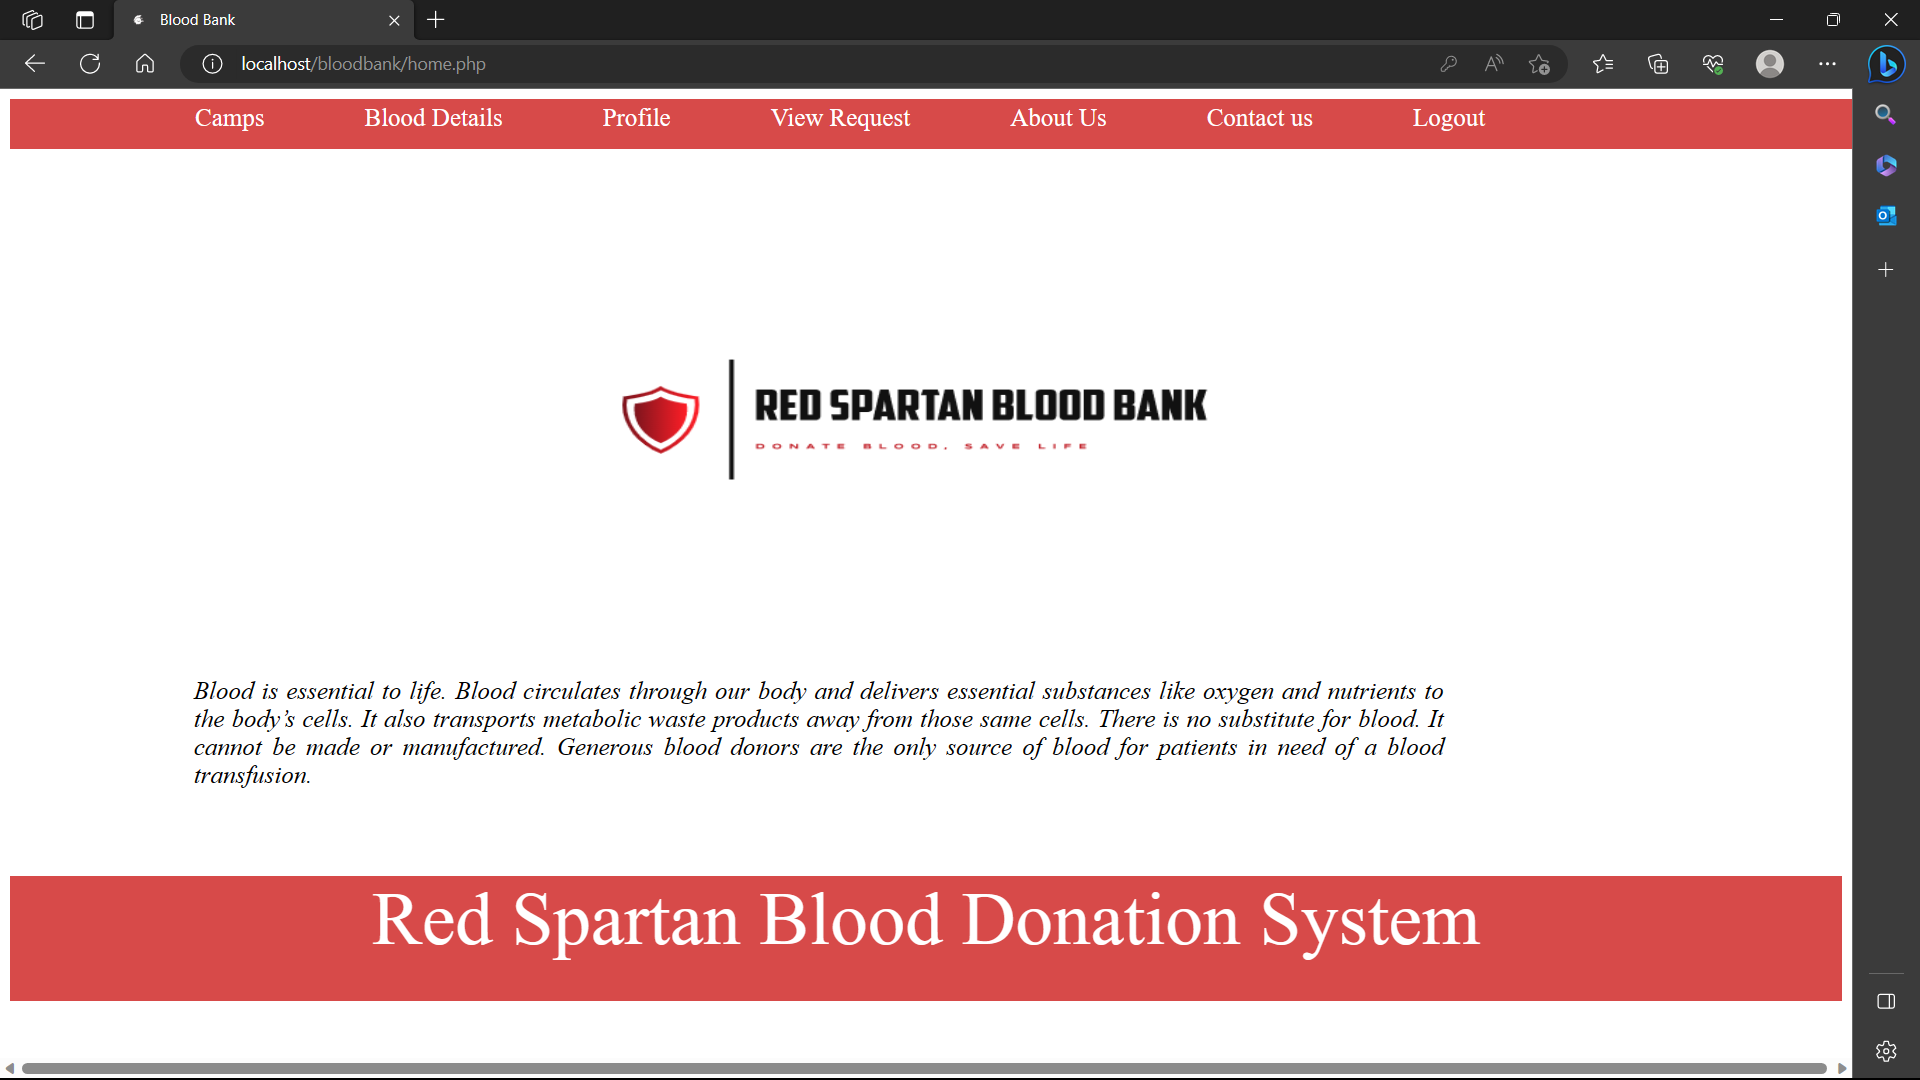 Blood Bank
localhost/bloodbank/home.php
Camps Blood Details Profile View Request About Us Contact us Logout
RED SPARTAN BLOOD BANK
DONATE BLOOD, SAVE LIFE
Blood is essential to life. Blood circulates through our body and delivers essential substances like oxygen and nutrients to
the body’s cells. It also transports metabolic waste products away from those same cells. There is no substitute for blood. It
cannot be made or manufactured. Generous blood donors are the only source of blood for patients in need of a blood
transfusion.
Red Spartan Blood Donation System